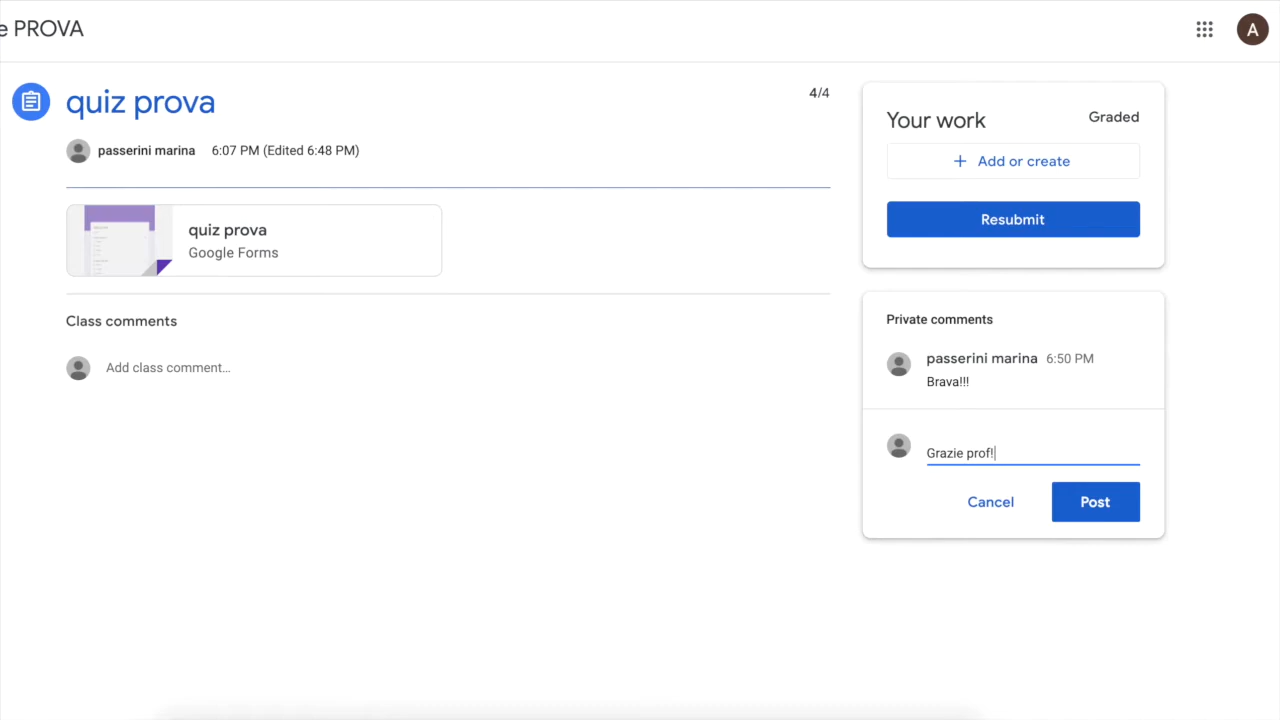 e PROVA
A
quiz prova
4/4
passerini marina 6:07 PM (Edited 6:48 PM)
quiz prova
Google Forms
Class comments
Add class comment…
Your work
Graded
+ Add or create
Resubmit
Private comments
passerini marina 6:50 PM
Brava!!!
Grazie prof!
Cancel
Post